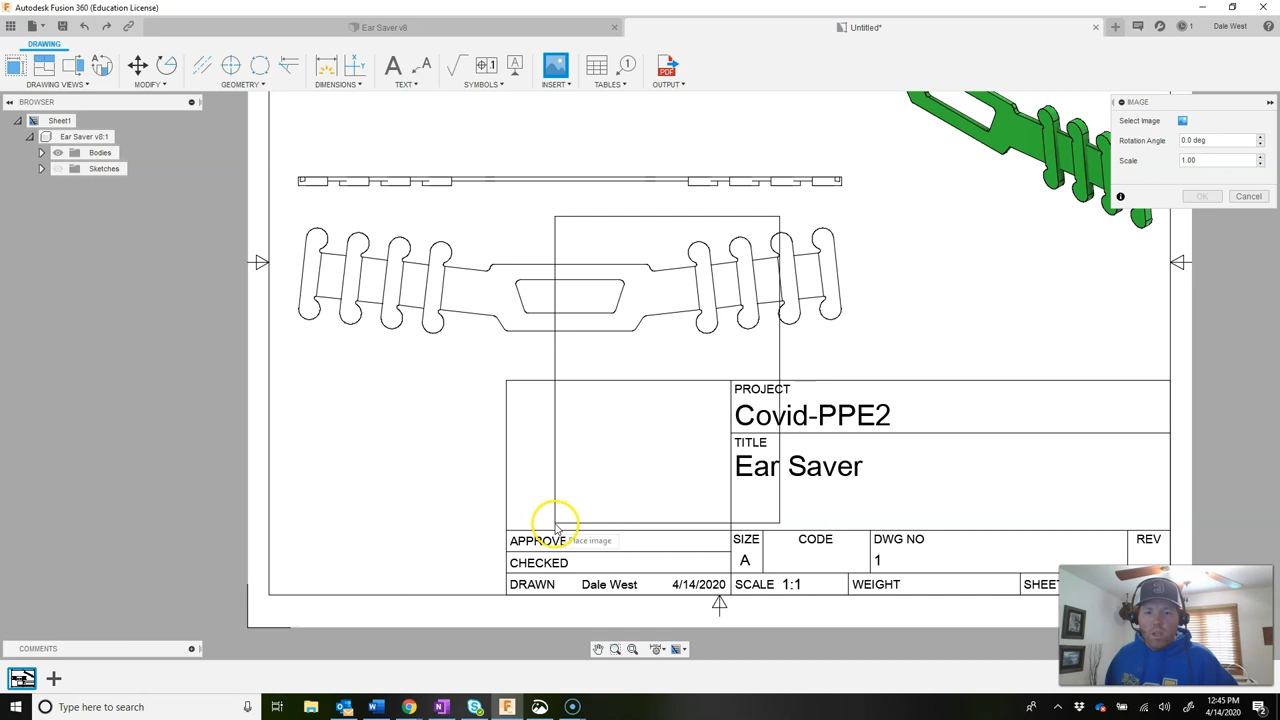 Autodesk Fusion 360 (Education License)
Ear Saver v8
Untitled*
Dale West
DRAWING
DRAWING VIEWS
MODIFY
GEOMETRY
DIMENSIONS
TEXT
SYMBOLS
INSERT
TABLES
OUTPUT
BROWSER
IMAGE
Sheet1
Select Image
Ear Saver v8:1
Rotation Angle 0.0 deg
Bodies
Scale 1.00
Sketches
OK Cancel
PROJECT
Covid-PPE2
TITLE
Ear Saver
APPROVE
Place image
SIZE CODE DWG NO REV
A 1
CHECKED
DRAWN Dale West 4/14/2020 SCALE 1:1 WEIGHT SHEET
COMMENTS
Type here to search
12:45 PM
4/14/2020